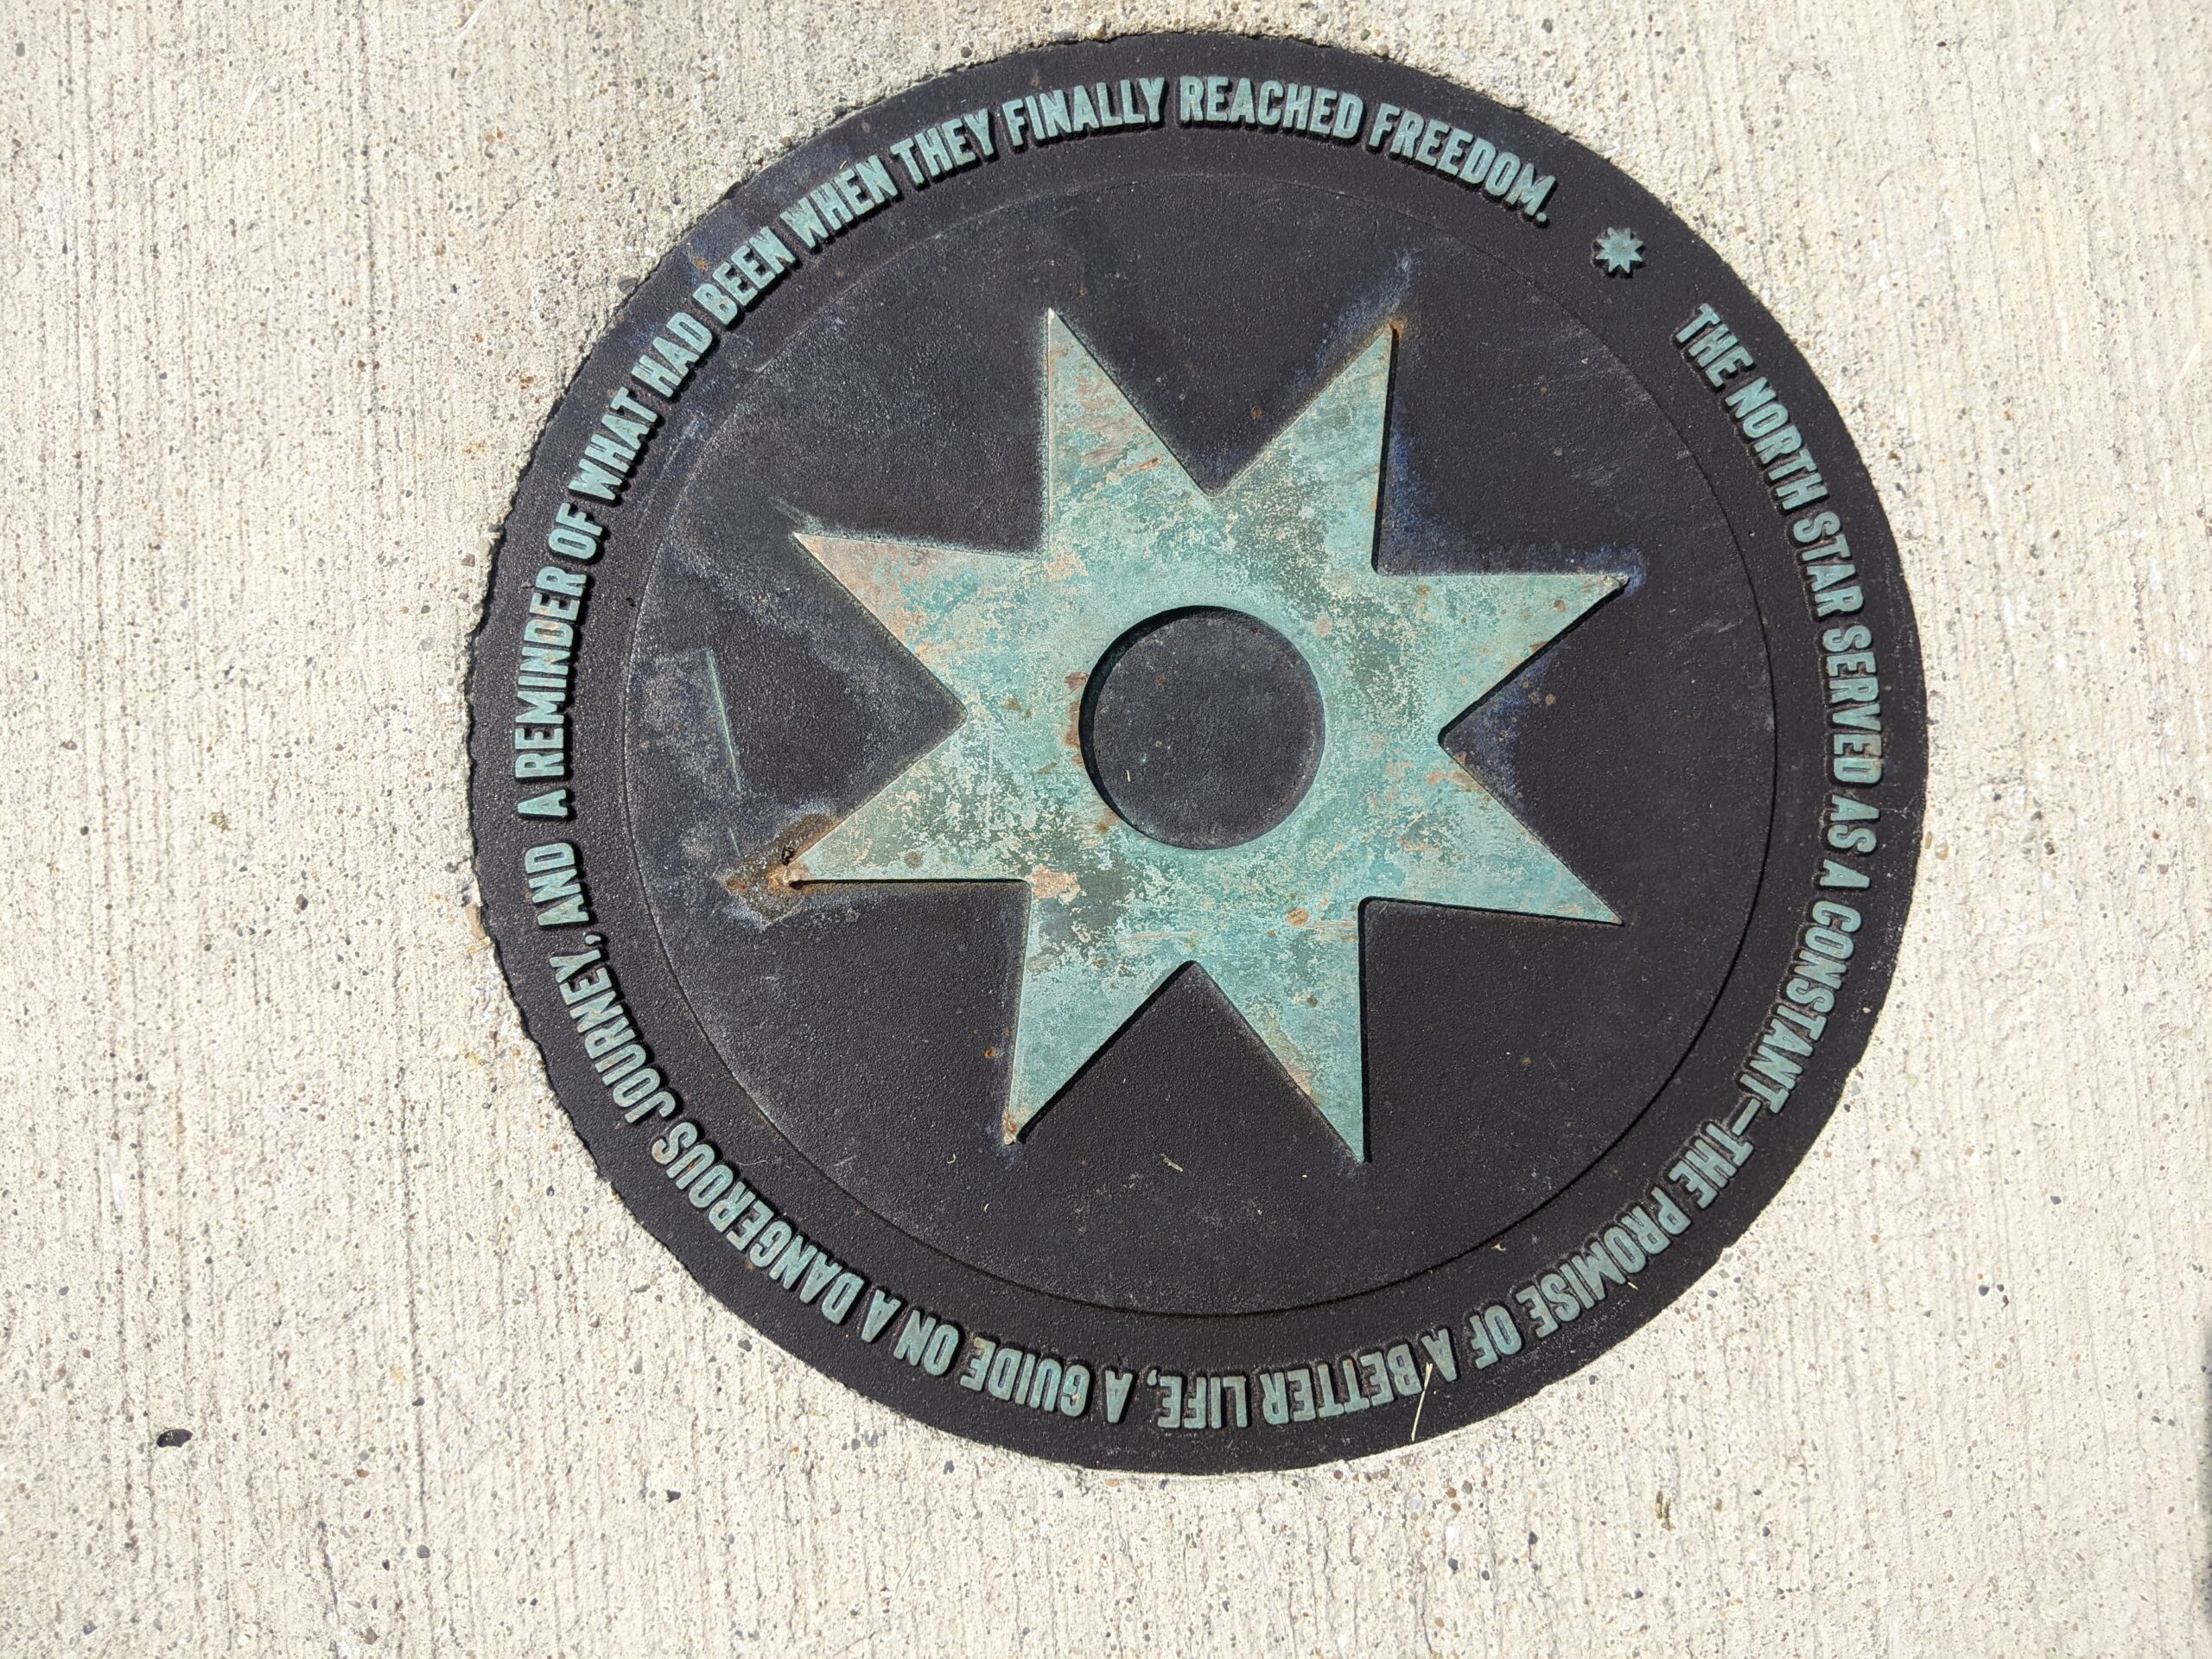 THE NORTH STAR SERVED AS A CONSTANT—THE PROMISE OF A BETTER LIFE, A GUIDE ON A DANGEROUS JOURNEY, AND A REMINDER OF WHAT HAD BEEN WHEN THEY FINALLY REACHED FREEDOM.